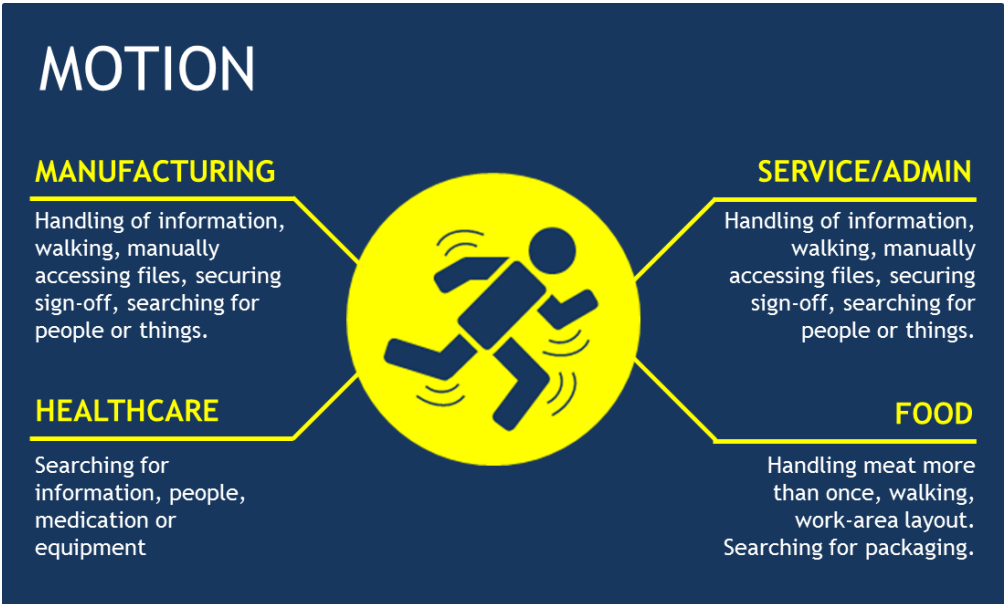 MOTION
MANUFACTURING
Handling of information,
walking, manually
accessing files, securing
sign-off, searching for
people or things.
SERVICE/ADMIN
Handling of information,
walking, manually
accessing files, securing
sign-off, searching for
people or things.
HEALTHCARE
Searching for
information, people,
medication or
equipment
FOOD
Handling meat more
than once, walking,
work-area layout.
Searching for packaging.